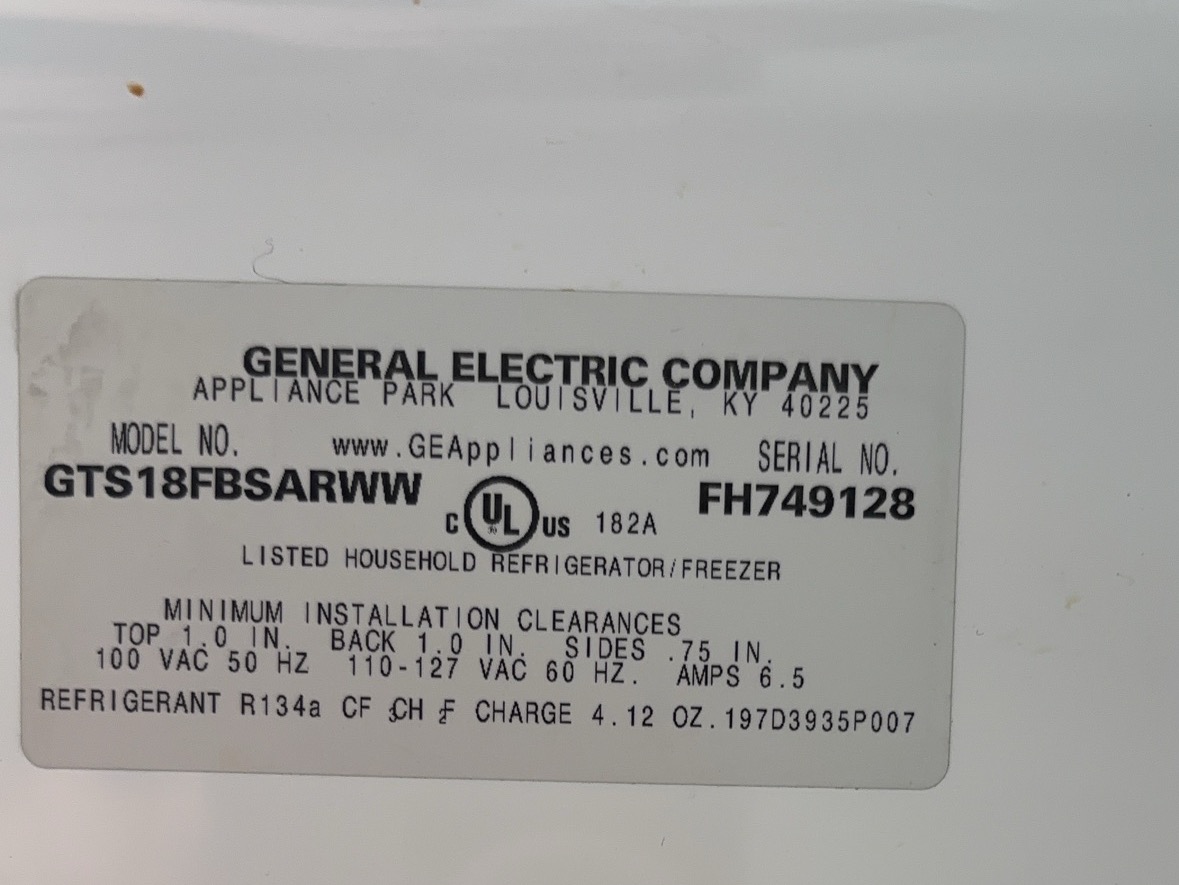 GENERAL ELECTRIC COMPANY
APPLIANCE PARK LOUISVILLE, KY 40225
MODEL NO. www.GEAppliances.com SERIAL NO.
GTS18FBSARWW C UL US 182A FH749128
LISTED HOUSEHOLD REFRIGERATOR/FREEZER
MINIMUM INSTALLATION CLEARANCES
TOP 1.0 IN. BACK 1.0 IN. SIDES .75 IN.
100 VAC 50 HZ 110-127 VAC 60 HZ. AMPS 6.5
REFRIGERANT R134a CF₃CH₂F CHARGE 4.12 OZ.197D3935P007